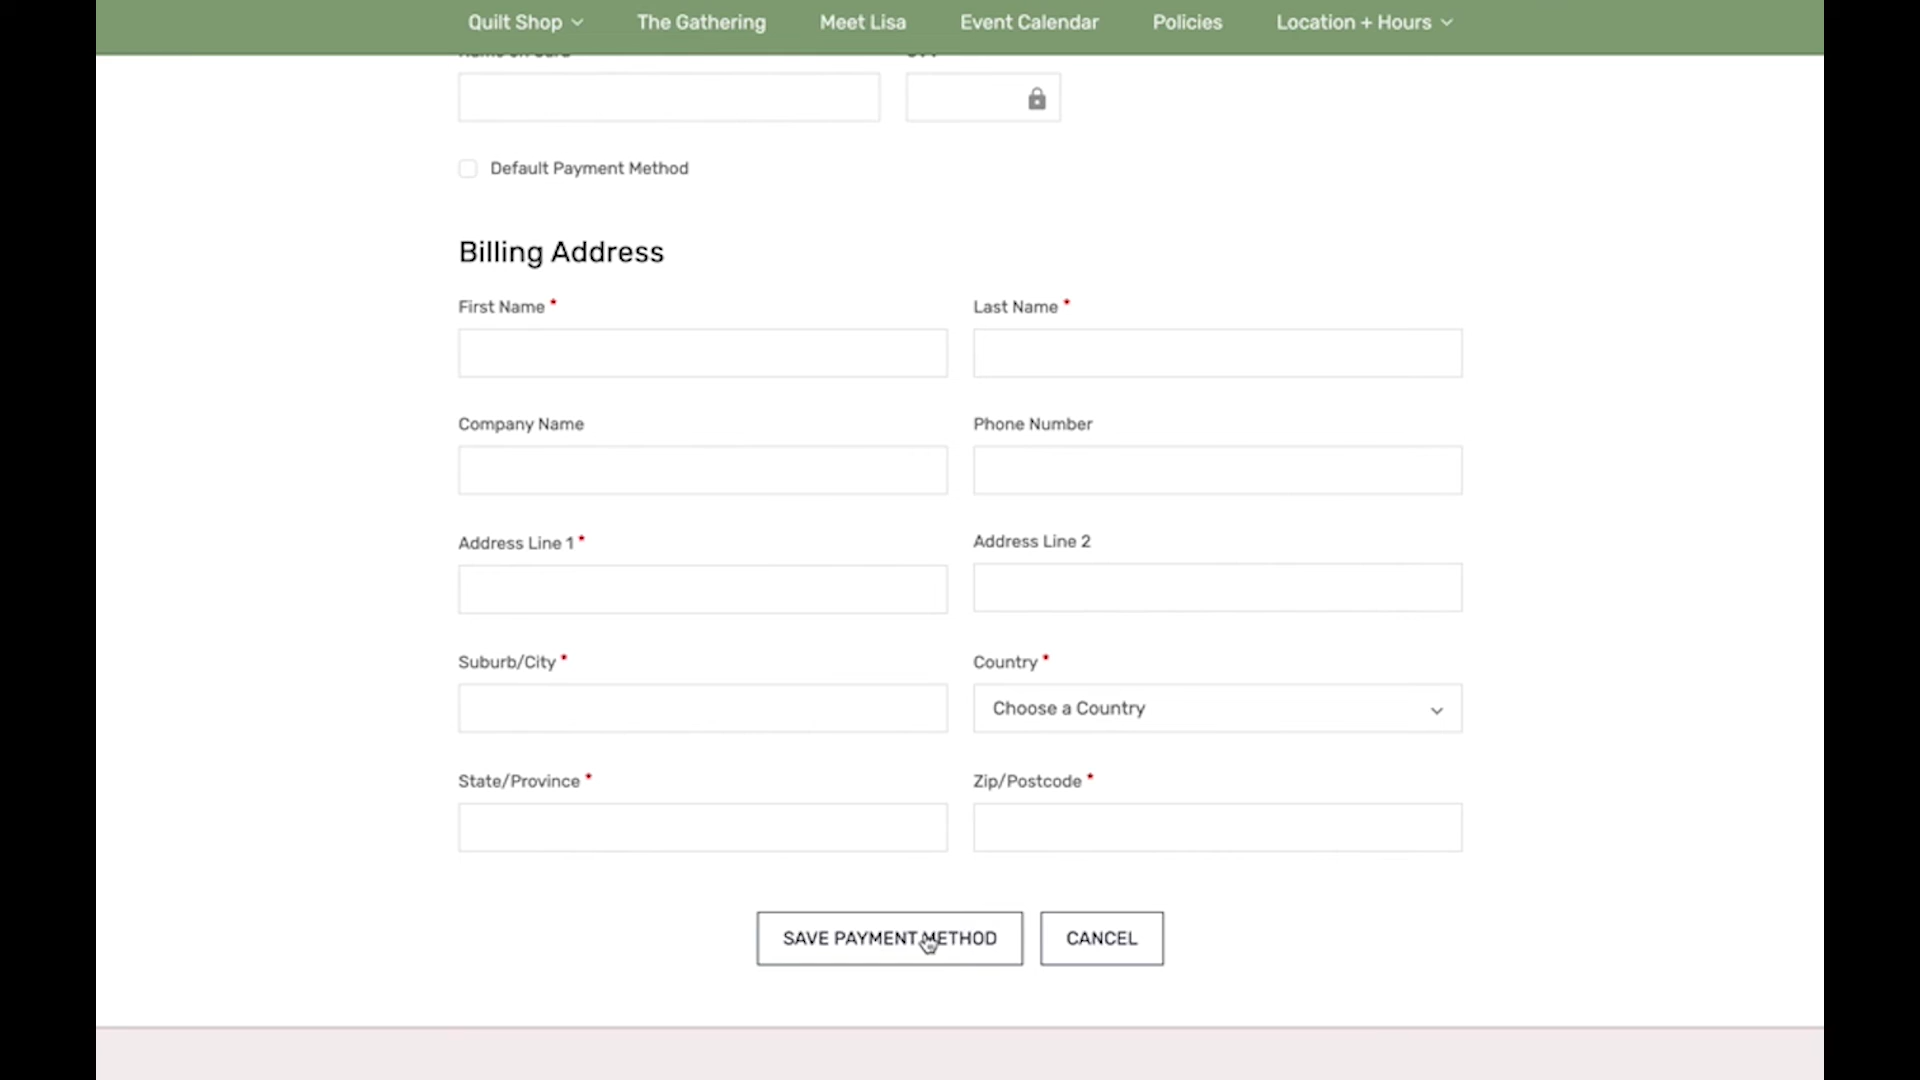 Quilt Shop The Gathering Meet Lisa Event Calendar Policies Location + Hours
Default Payment Method
Billing Address
First Name * Last Name *
Company Name Phone Number
Address Line 1 * Address Line 2
Suburb/City * Country *
Choose a Country
State/Province * Zip/Postcode *
SAVE PAYMENT METHOD CANCEL